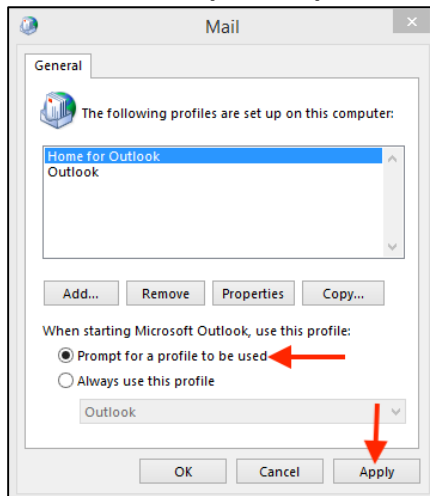 Mail
General
The following profiles are set up on this computer:
Home for Outlook
Outlook
Add... Remove Properties Copy...
When starting Microsoft Outlook, use this profile:
Prompt for a profile to be used
Always use this profile
Outlook
OK Cancel Apply